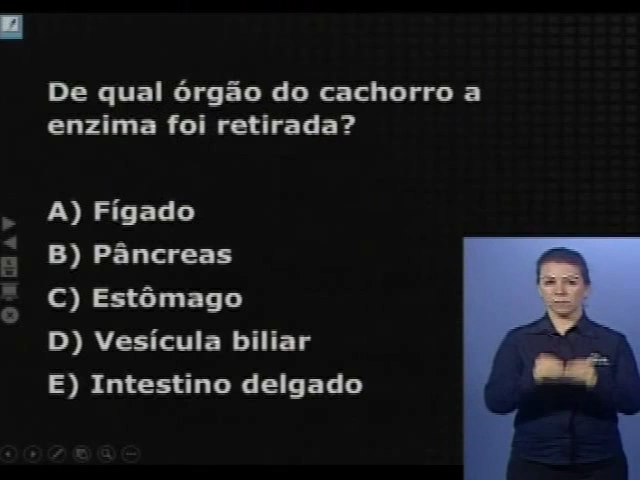 De qual órgão do cachorro a
enzima foi retirada?
A) Fígado
B) Pâncreas
C) Estômago
D) Vesícula biliar
E) Intestino delgado